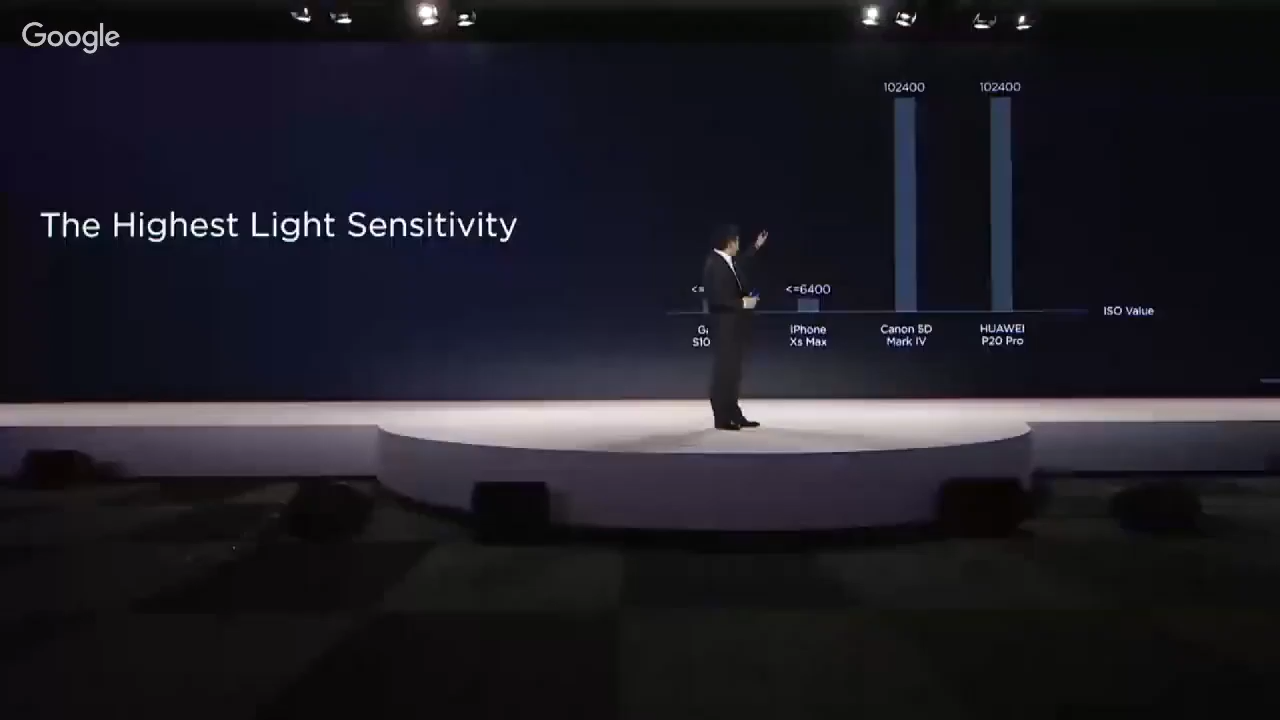 Google
102400
102400
The Highest Light Sensitivity
<=6400
ISO Value
iPhone
Xs Max
Canon 5D
Mark IV
HUAWEI
P20 Pro
S10